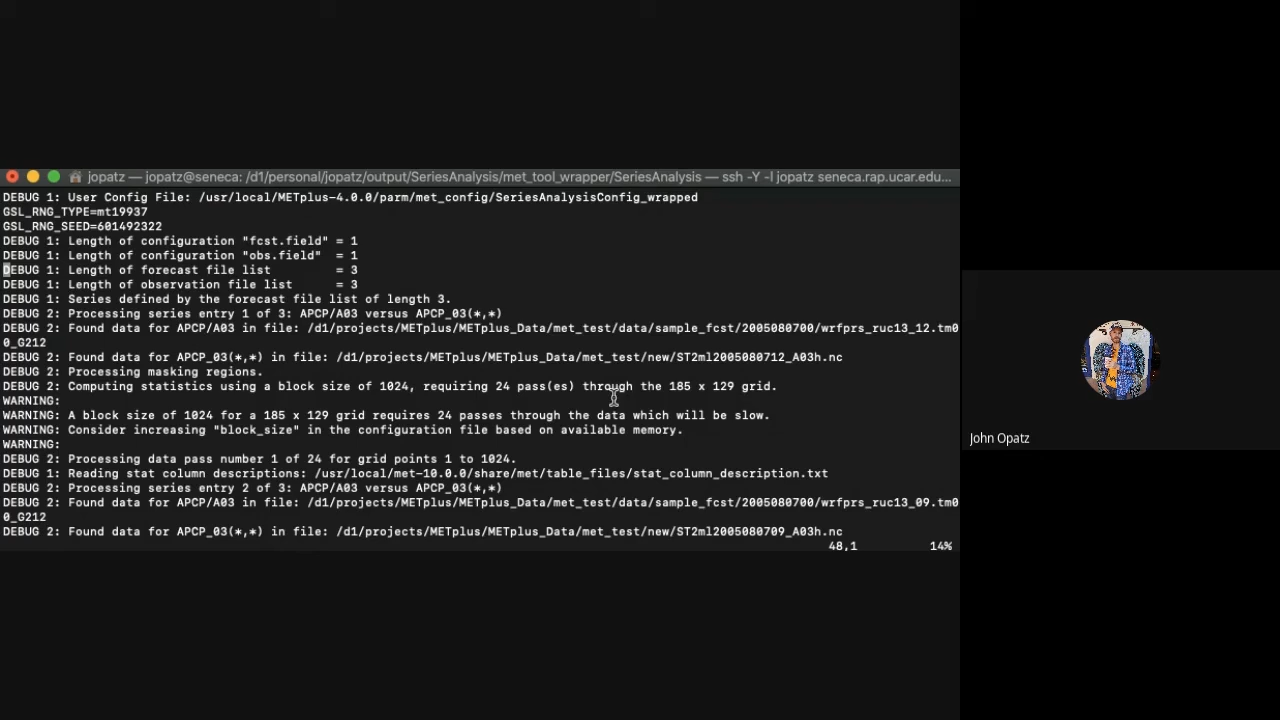 jopatz — jopatz@seneca: /d1/personal/jopatz/output/SeriesAnalysis/met_tool_wrapper/SeriesAnalysis — ssh -Y -l jopatz seneca.rap.ucar.edu...
DEBUG 1: User Config File: /usr/local/METplus-4.0.0/parm/met_config/SeriesAnalysisConfig_wrapped
GSL_RNG_TYPE=mt19937
GSL_RNG_SEED=601492322
DEBUG 1: Length of configuration "fcst.field" = 1
DEBUG 1: Length of configuration "obs.field"  = 1
DEBUG 1: Length of forecast file list         = 3
DEBUG 1: Length of observation file list      = 3
DEBUG 1: Series defined by the forecast file list of length 3.
DEBUG 2: Processing series entry 1 of 3: APCP/A03 versus APCP_03(*,*)
DEBUG 2: Found data for APCP/A03 in file: /d1/projects/METplus/METplus_Data/met_test/data/sample_fcst/2005080700/wrfprs_ruc13_12.tm0
0_G212
DEBUG 2: Found data for APCP_03(*,*) in file: /d1/projects/METplus/METplus_Data/met_test/new/ST2ml2005080712_A03h.nc
DEBUG 2: Processing masking regions.
DEBUG 2: Computing statistics using a block size of 1024, requiring 24 pass(es) through the 185 x 129 grid.
WARNING:
WARNING: A block size of 1024 for a 185 x 129 grid requires 24 passes through the data which will be slow.
WARNING: Consider increasing "block_size" in the configuration file based on available memory.
WARNING:
DEBUG 2: Processing data pass number 1 of 24 for grid points 1 to 1024.
DEBUG 1: Reading stat column descriptions: /usr/local/met-10.0.0/share/met/table_files/stat_column_description.txt
DEBUG 2: Processing series entry 2 of 3: APCP/A03 versus APCP_03(*,*)
DEBUG 2: Found data for APCP/A03 in file: /d1/projects/METplus/METplus_Data/met_test/data/sample_fcst/2005080700/wrfprs_ruc13_09.tm0
0_G212
DEBUG 2: Found data for APCP_03(*,*) in file: /d1/projects/METplus/METplus_Data/met_test/new/ST2ml2005080709_A03h.nc
48,1 14%
John Opatz